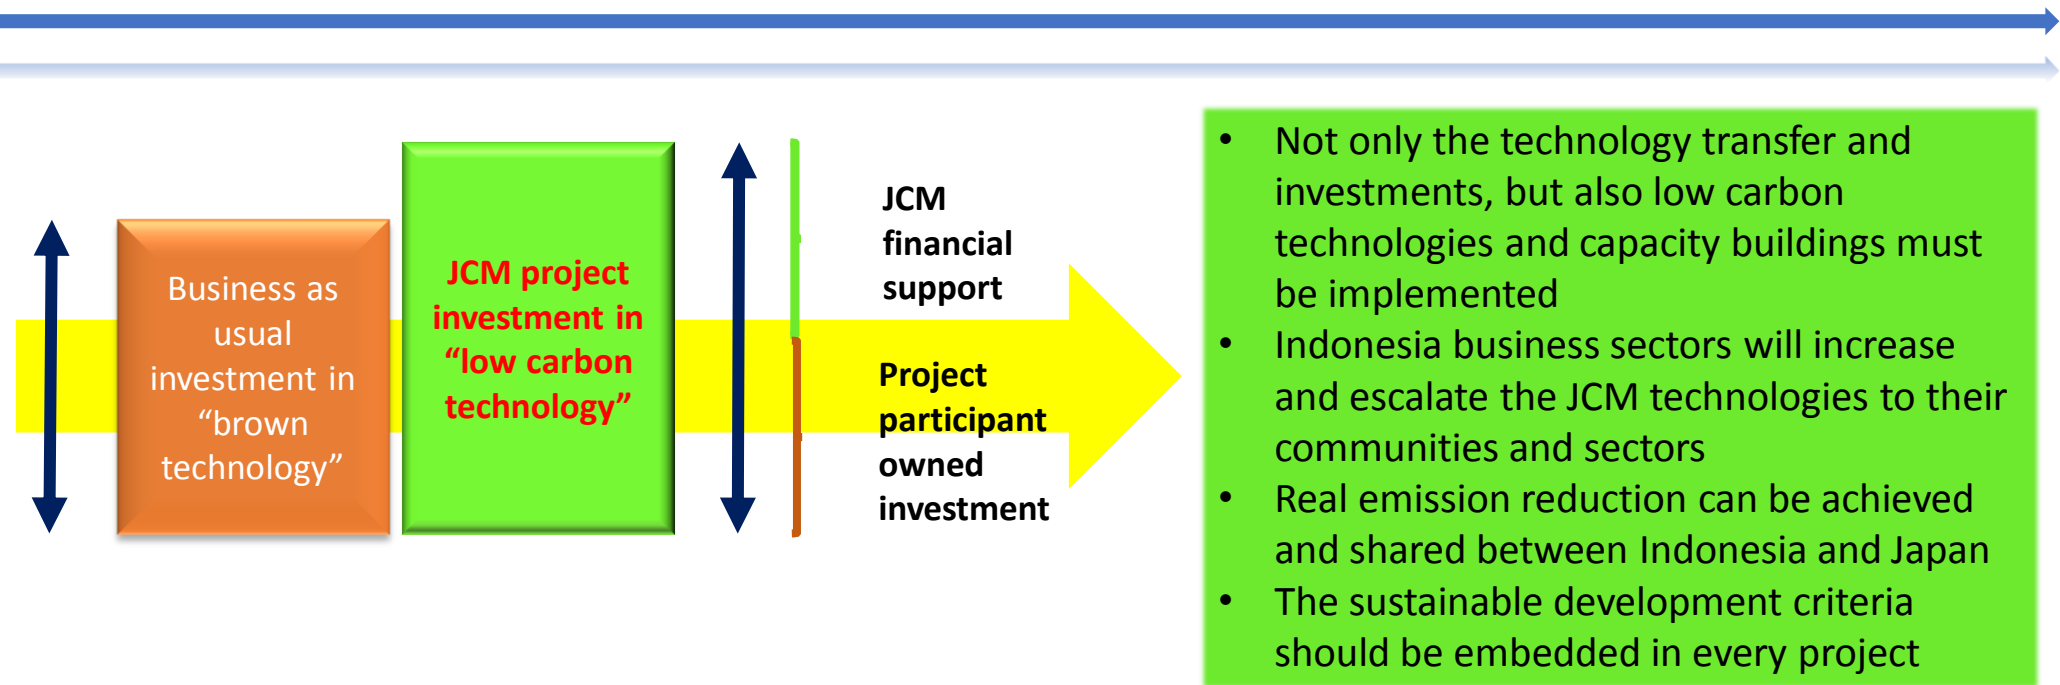 Business as
usual
investment in
“brown
technology”
JCM project
investment in
“low carbon
technology”
JCM
financial
support
Project
participant
owned
investment
• Not only the technology transfer and
investments, but also low carbon
technologies and capacity buildings must
be implemented
• Indonesia business sectors will increase
and escalate the JCM technologies to their
communities and sectors
• Real emission reduction can be achieved
and shared between Indonesia and Japan
• The sustainable development criteria
should be embedded in every project